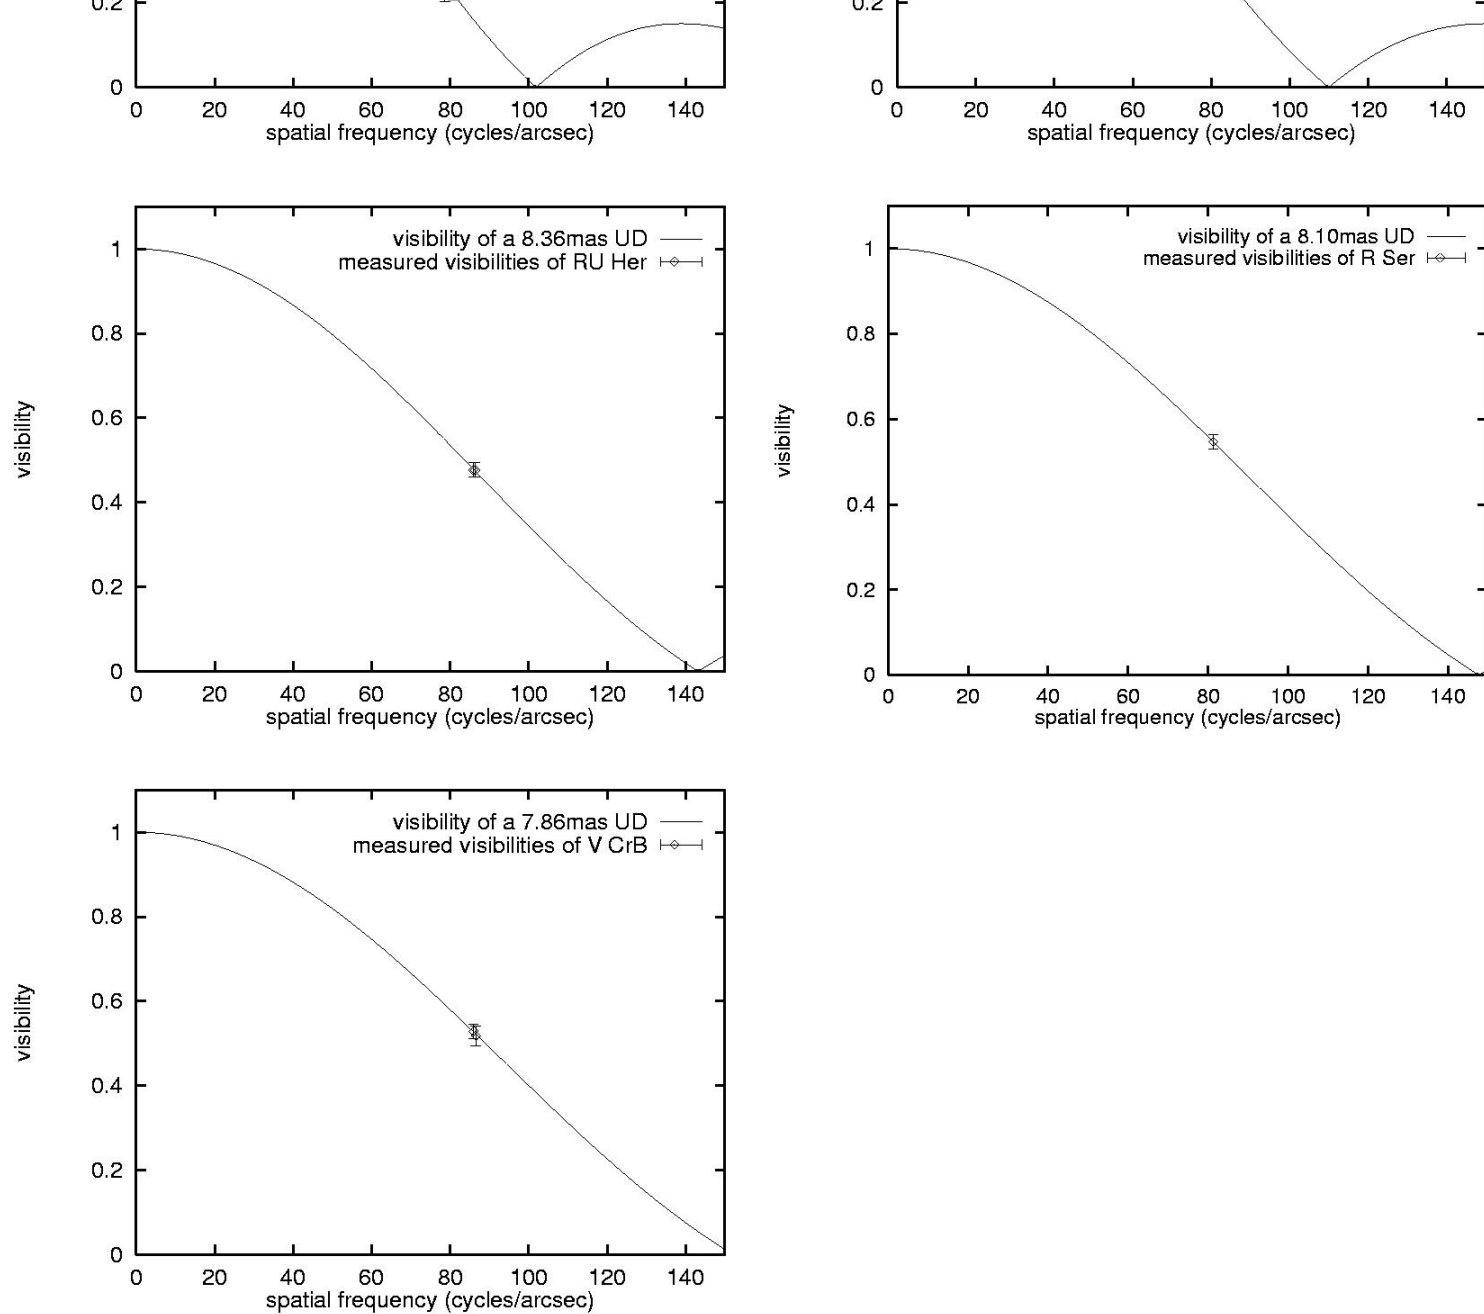 0.2
0
0 20 40 60 80 100 120 140
spatial frequency (cycles/arcsec)
0.2
0
0 20 40 60 80 100 120 140
spatial frequency (cycles/arcsec)
visibility of a 8.36mas UD
measured visibilities of RU Her
1
0.8
0.6
0.4
0.2
0
visibility
0 20 40 60 80 100 120 140
spatial frequency (cycles/arcsec)
visibility of a 8.10mas UD
measured visibilities of R Ser
1
0.8
0.6
0.4
0.2
0
visibility
0 20 40 60 80 100 120 140
spatial frequency (cycles/arcsec)
visibility of a 7.86mas UD
measured visibilities of V CrB
1
0.8
0.6
0.4
0.2
0
visibility
0 20 40 60 80 100 120 140
spatial frequency (cycles/arcsec)